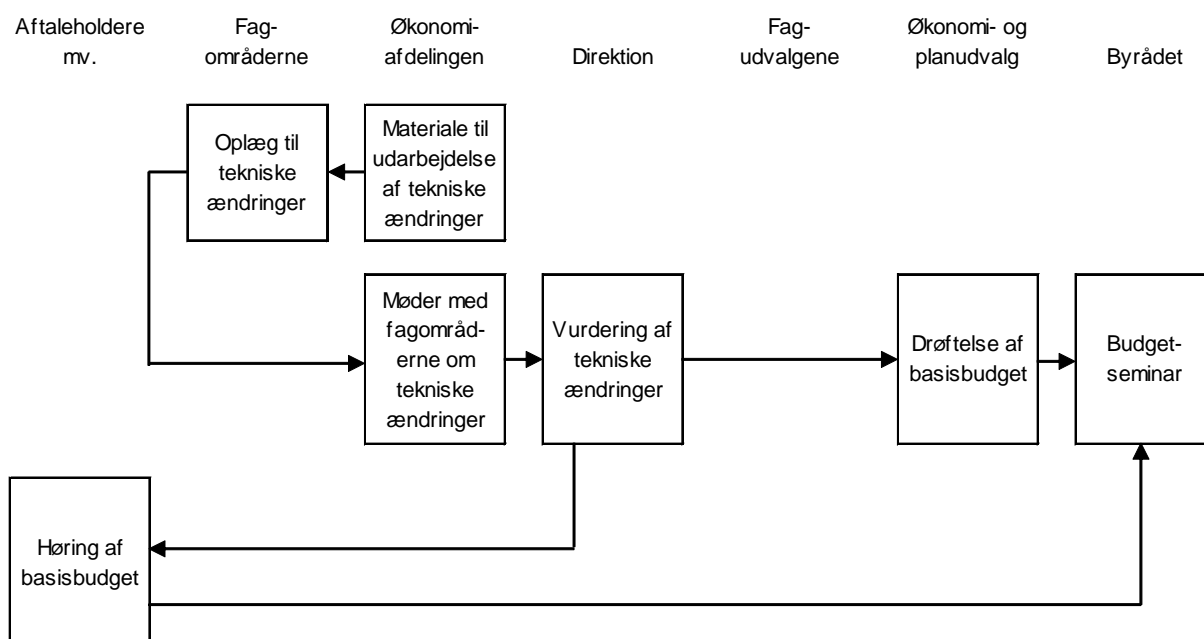 Aftaleholdere
mv.
Fag-
områderne
Økonomi-
afdelingen
Direktion
Fag-
udvalgene
Økonomi- og
planudvalg
Byrådet
Oplæg til
tekniske
ændringer
Materiale til
udarbejdelse
af tekniske
ændringer
Møder med
fagområd-
erne om
tekniske
ændringer
Vurdering af
tekniske
ændringer
Drøftelse af
basisbudget
Budget-
seminar
Høring af
basisbudget